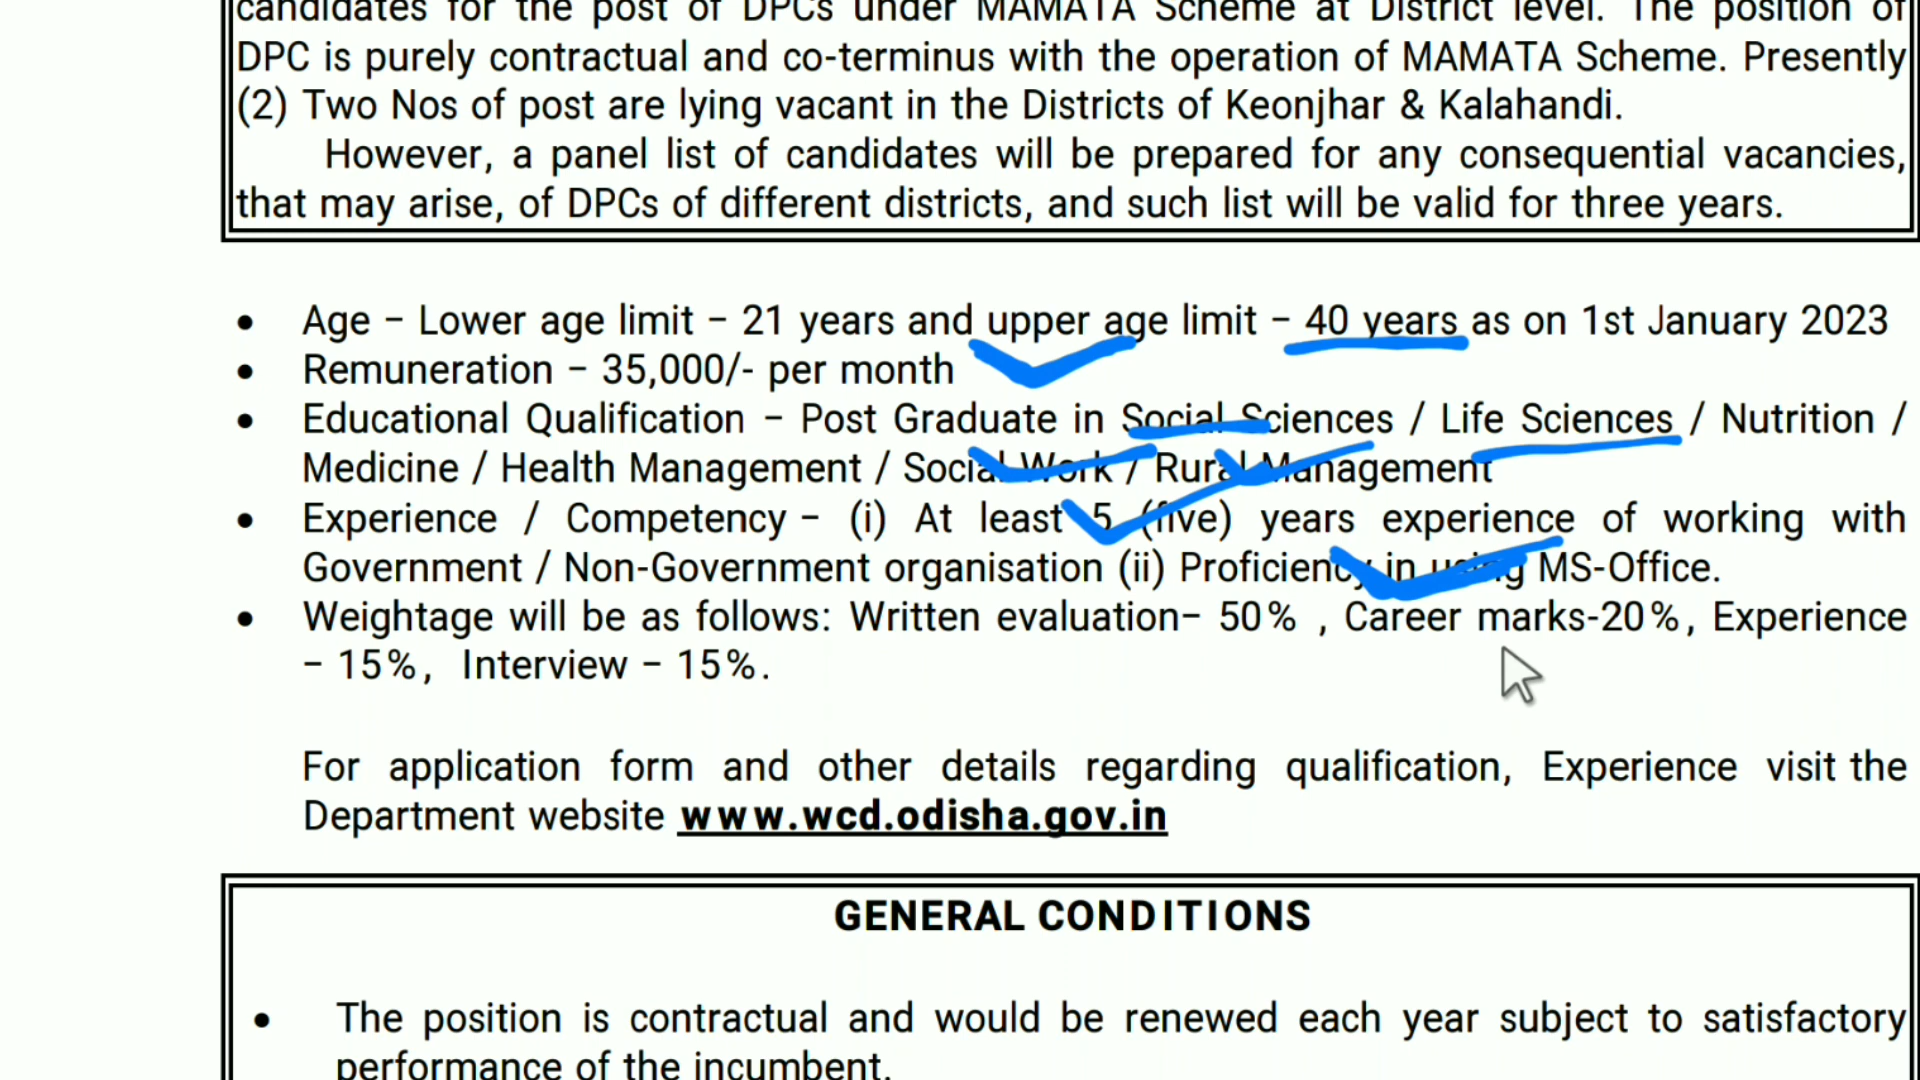 candidates for the post of DPCs under MAMATA Scheme at District level. The position of
DPC is purely contractual and co-terminus with the operation of MAMATA Scheme. Presently
(2) Two Nos of post are lying vacant in the Districts of Keonjhar & Kalahandi.
However, a panel list of candidates will be prepared for any consequential vacancies,
that may arise, of DPCs of different districts, and such list will be valid for three years.
• Age – Lower age limit – 21 years and upper age limit – 40 years as on 1st January 2023
• Remuneration – 35,000/- per month
• Educational Qualification – Post Graduate in Social Sciences / Life Sciences / Nutrition /
Medicine / Health Management / Social Work / Rural Management
• Experience / Competency – (i) At least 5 (five) years experience of working with
Government / Non-Government organisation (ii) Proficiency in using MS-Office.
• Weightage will be as follows: Written evaluation– 50% , Career marks-20%, Experience
– 15%, Interview – 15%.
For application form and other details regarding qualification, Experience visit the
Department website www.wcd.odisha.gov.in
GENERAL CONDITIONS
• The position is contractual and would be renewed each year subject to satisfactory
performance of the incumbent.